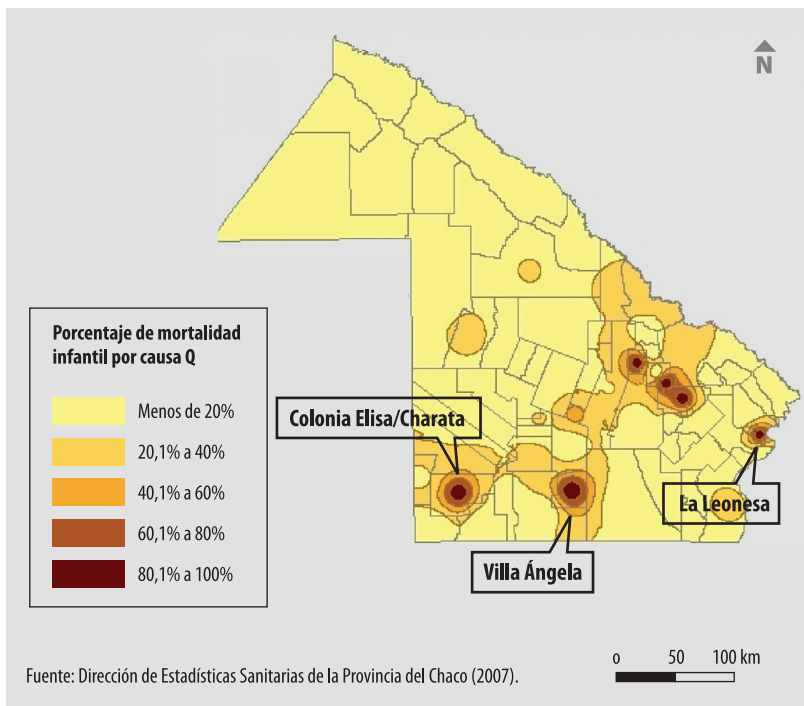 N
Porcentaje de mortalidad
infantil por causa Q
Menos de 20%
20,1% a 40%
40,1% a 60%
60,1% a 80%
80,1% a 100%
Colonia Elisa/Charata
La Leonesa
Villa Ángela
Fuente: Dirección de Estadísticas Sanitarias de la Provincia del Chaco (2007).
0 50 100 km